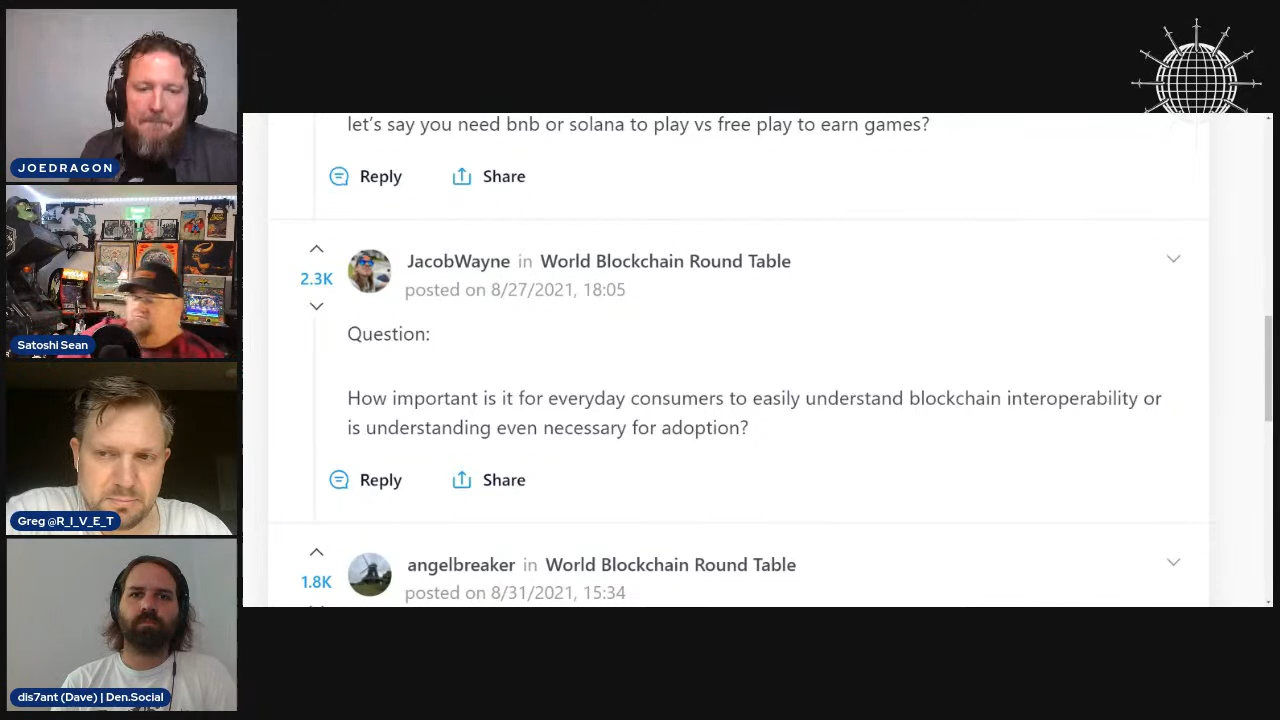 JOEDRAGON
Satoshi Sean
Greg @R_I_V_E_T
dis7ant (Dave) | Den.Social
let's say you need bnb or solana to play vs free play to earn games?
Reply Share
JacobWayne in World Blockchain Round Table
2.3K
posted on 8/27/2021, 18:05
Question:
How important is it for everyday consumers to easily understand blockchain interoperability or
is understanding even necessary for adoption?
Reply Share
angelbreaker in World Blockchain Round Table
1.8K
posted on 8/31/2021, 15:34